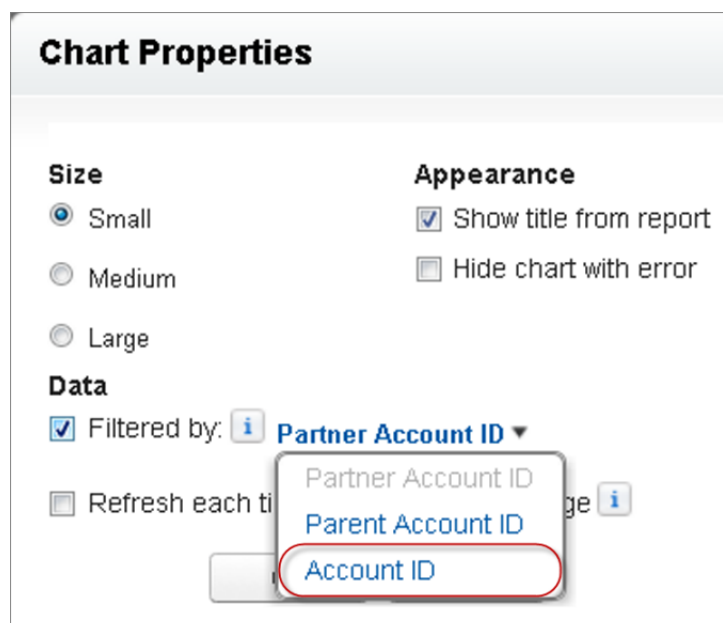 Chart Properties
Size
Small
Medium
Large
Appearance
Show title from report
Hide chart with error
Data
Filtered by: i Partner Account ID
Partner Account ID
Parent Account ID
Account ID
Refresh each ti
ge i